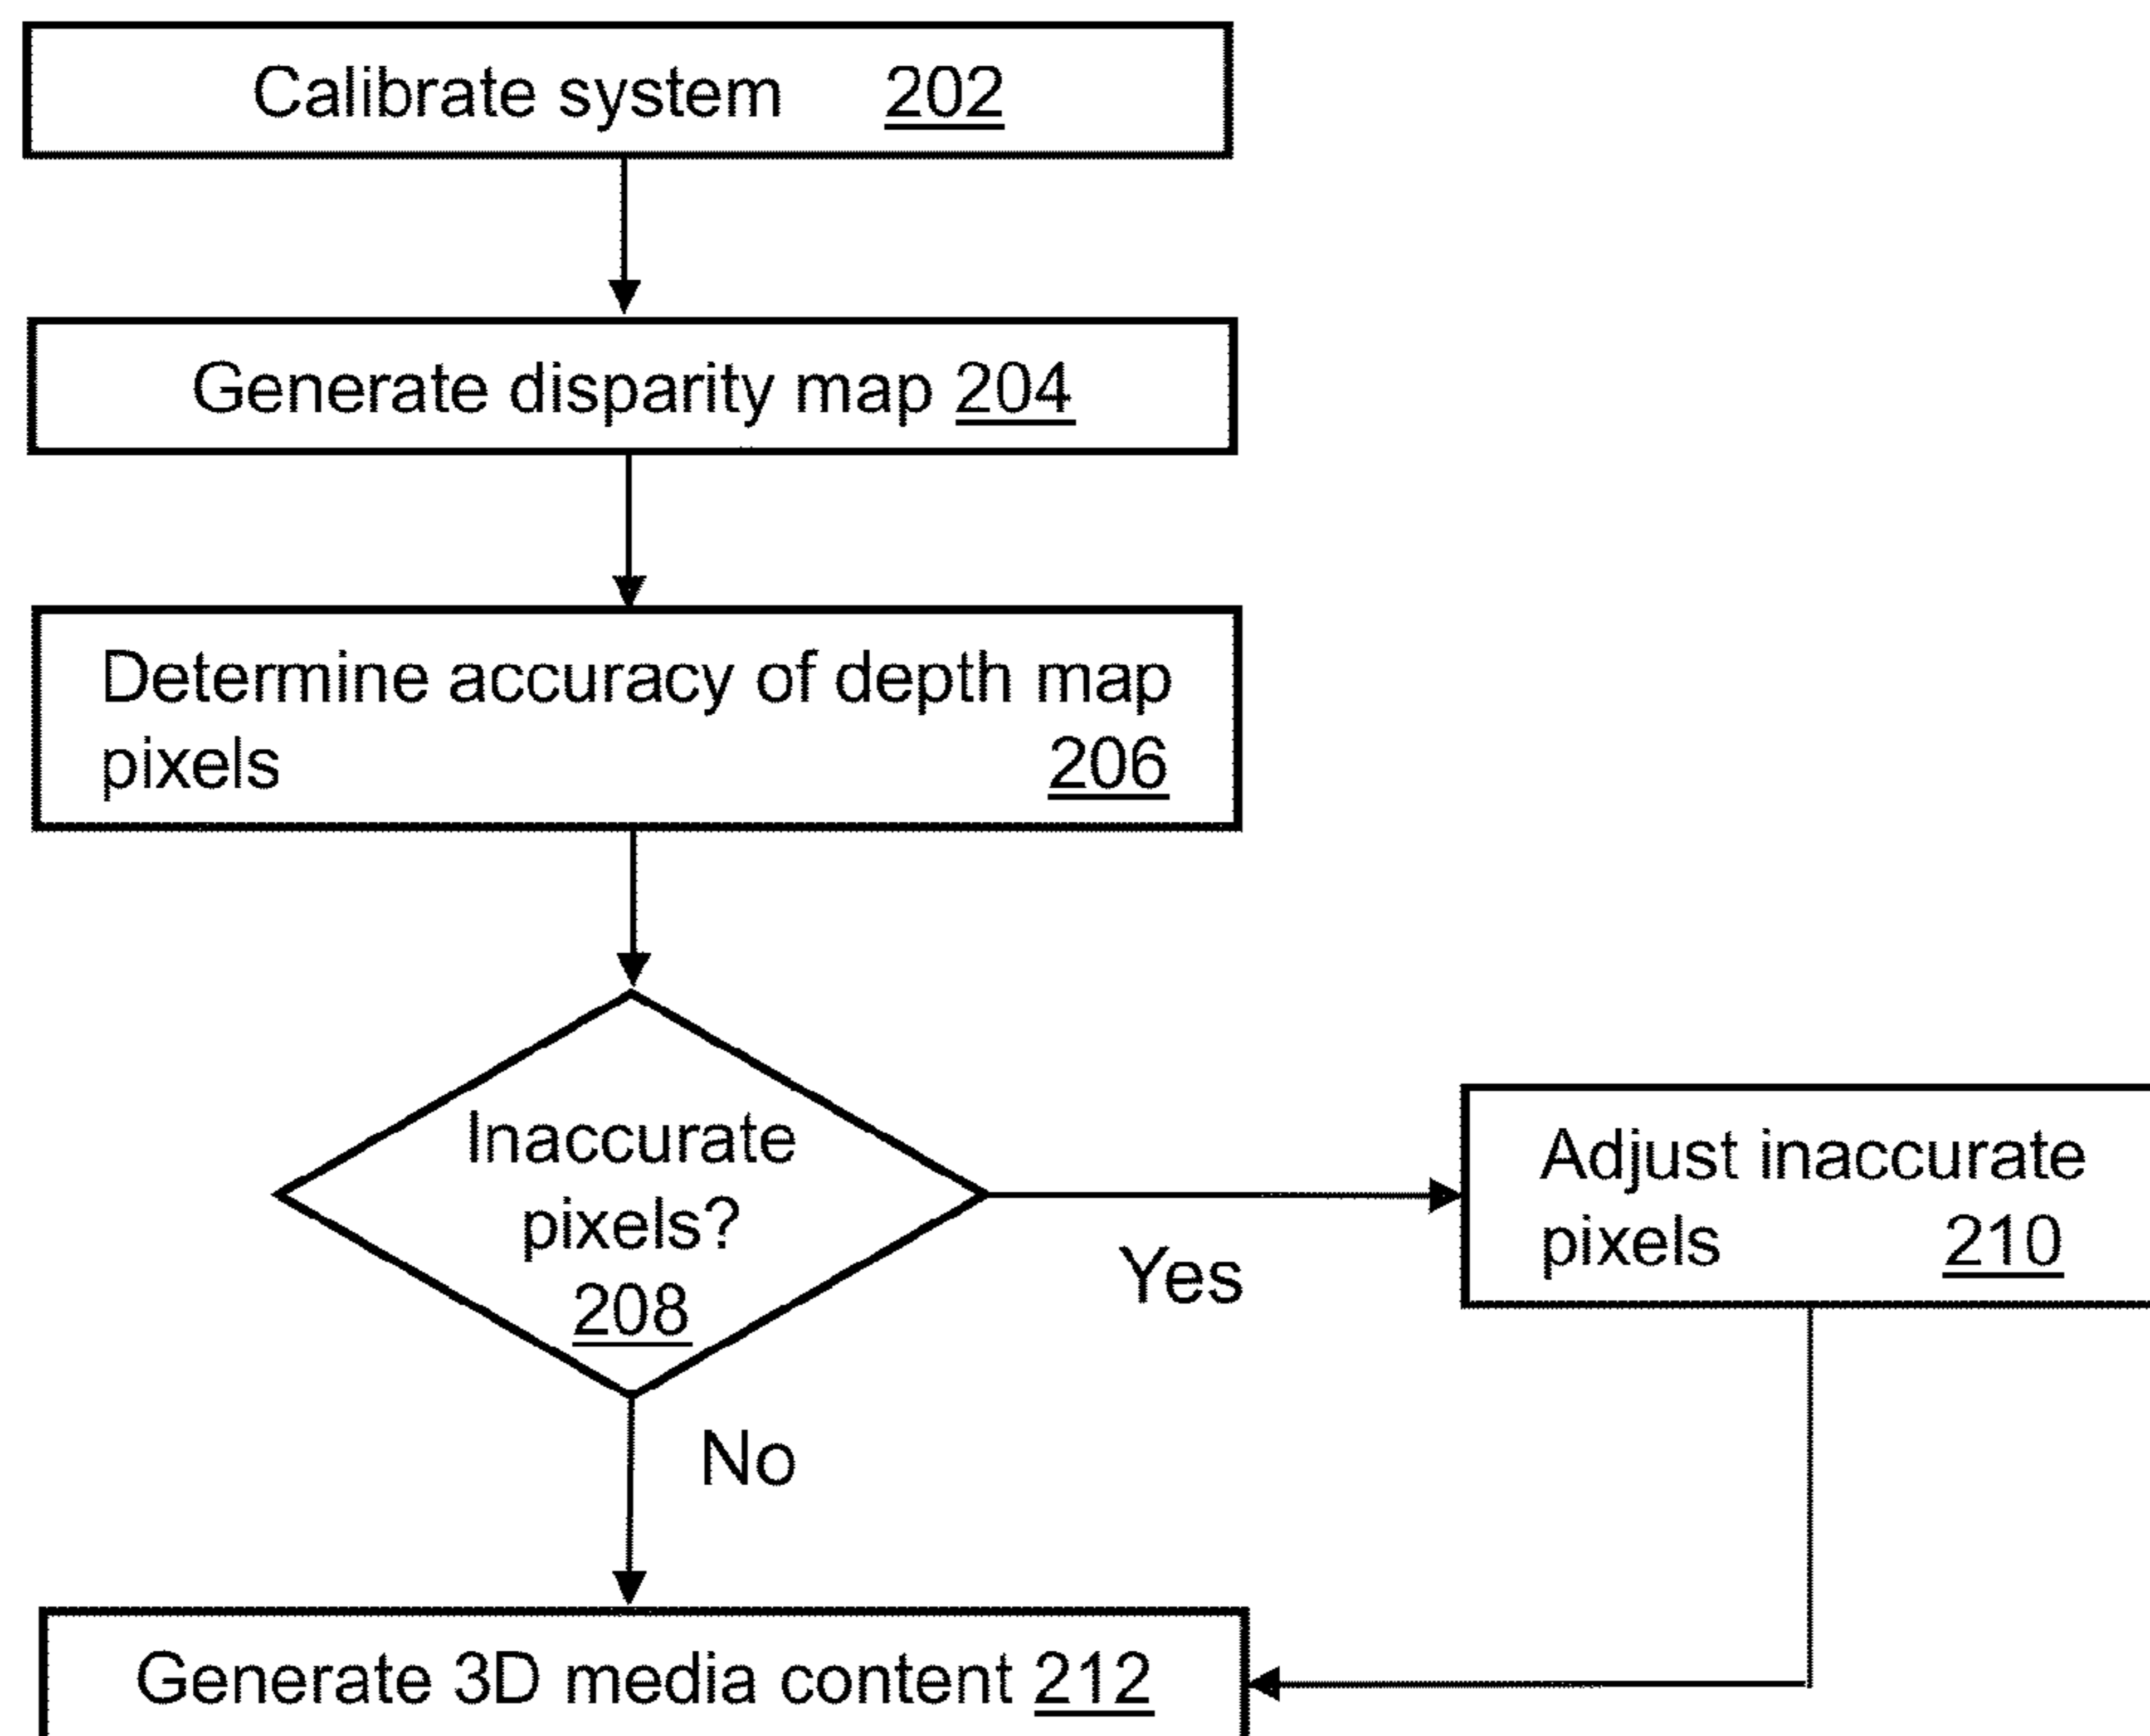 Calibrate system 202
Generate disparity map 204
Determine accuracy of depth map
pixels 206
Inaccurate
pixels?
208
Yes
Adjust inaccurate
pixels 210
No
Generate 3D media content 212